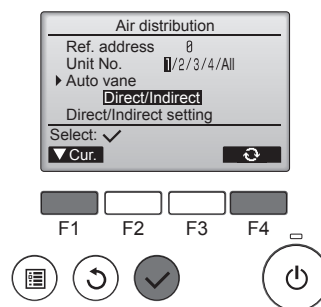 Air distribution
Ref. address 0
Unit No. 1/2/3/4/All
Auto vane
Direct/Indirect
Direct/Indirect setting
Select:
Cur.
F1 F2 F3 F4